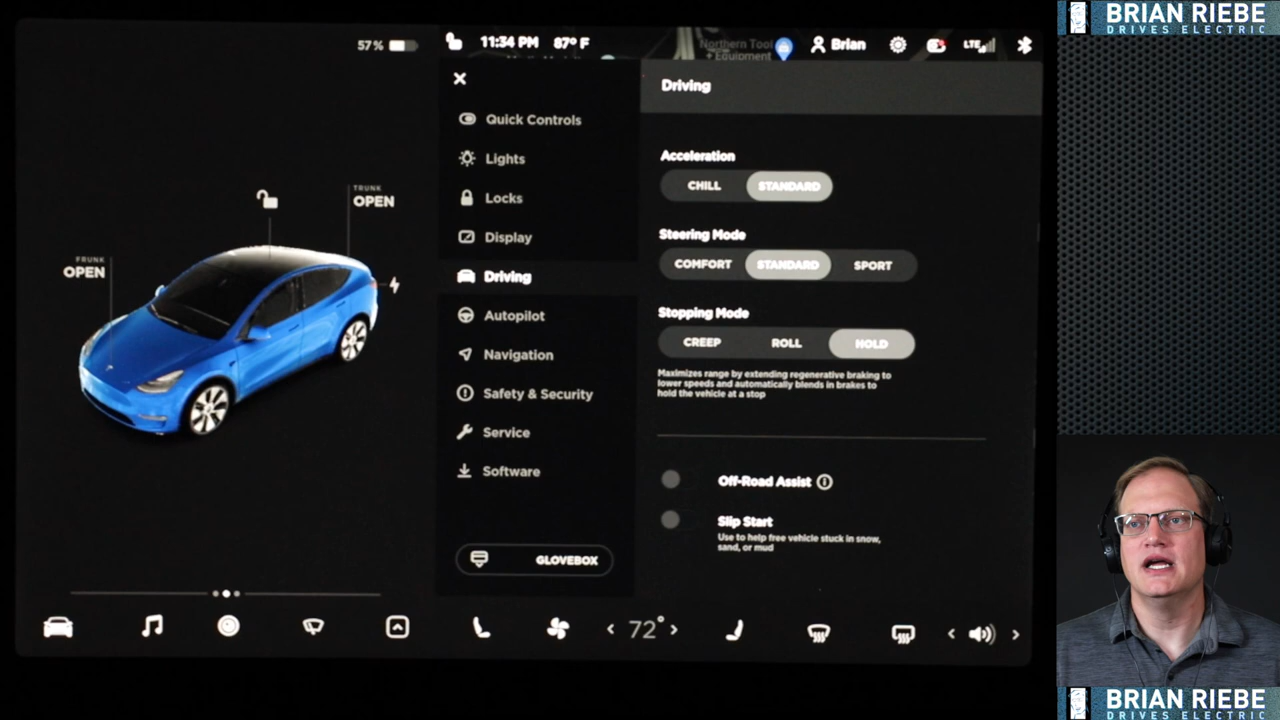 57%
11:34 PM 87° F
Northern Tool
+ Equipment
Brian
LTE
BRIAN RIEBE
DRIVES ELECTRIC
TRUNK
OPEN
FRUNK
OPEN
Quick Controls
Lights
Locks
Display
Driving
Autopilot
Navigation
Safety & Security
Service
Software
GLOVEBOX
Driving
Acceleration
CHILL STANDARD
Steering Mode
COMFORT STANDARD SPORT
Stopping Mode
CREEP ROLL HOLD
Maximizes range by extending regenerative braking to
lower speeds and automatically blends in brakes to
hold the vehicle at a stop
Off-Road Assist
Slip Start
Use to help free vehicle stuck in snow,
sand, or mud
< 72° >
BRIAN RIEBE
DRIVES ELECTRIC